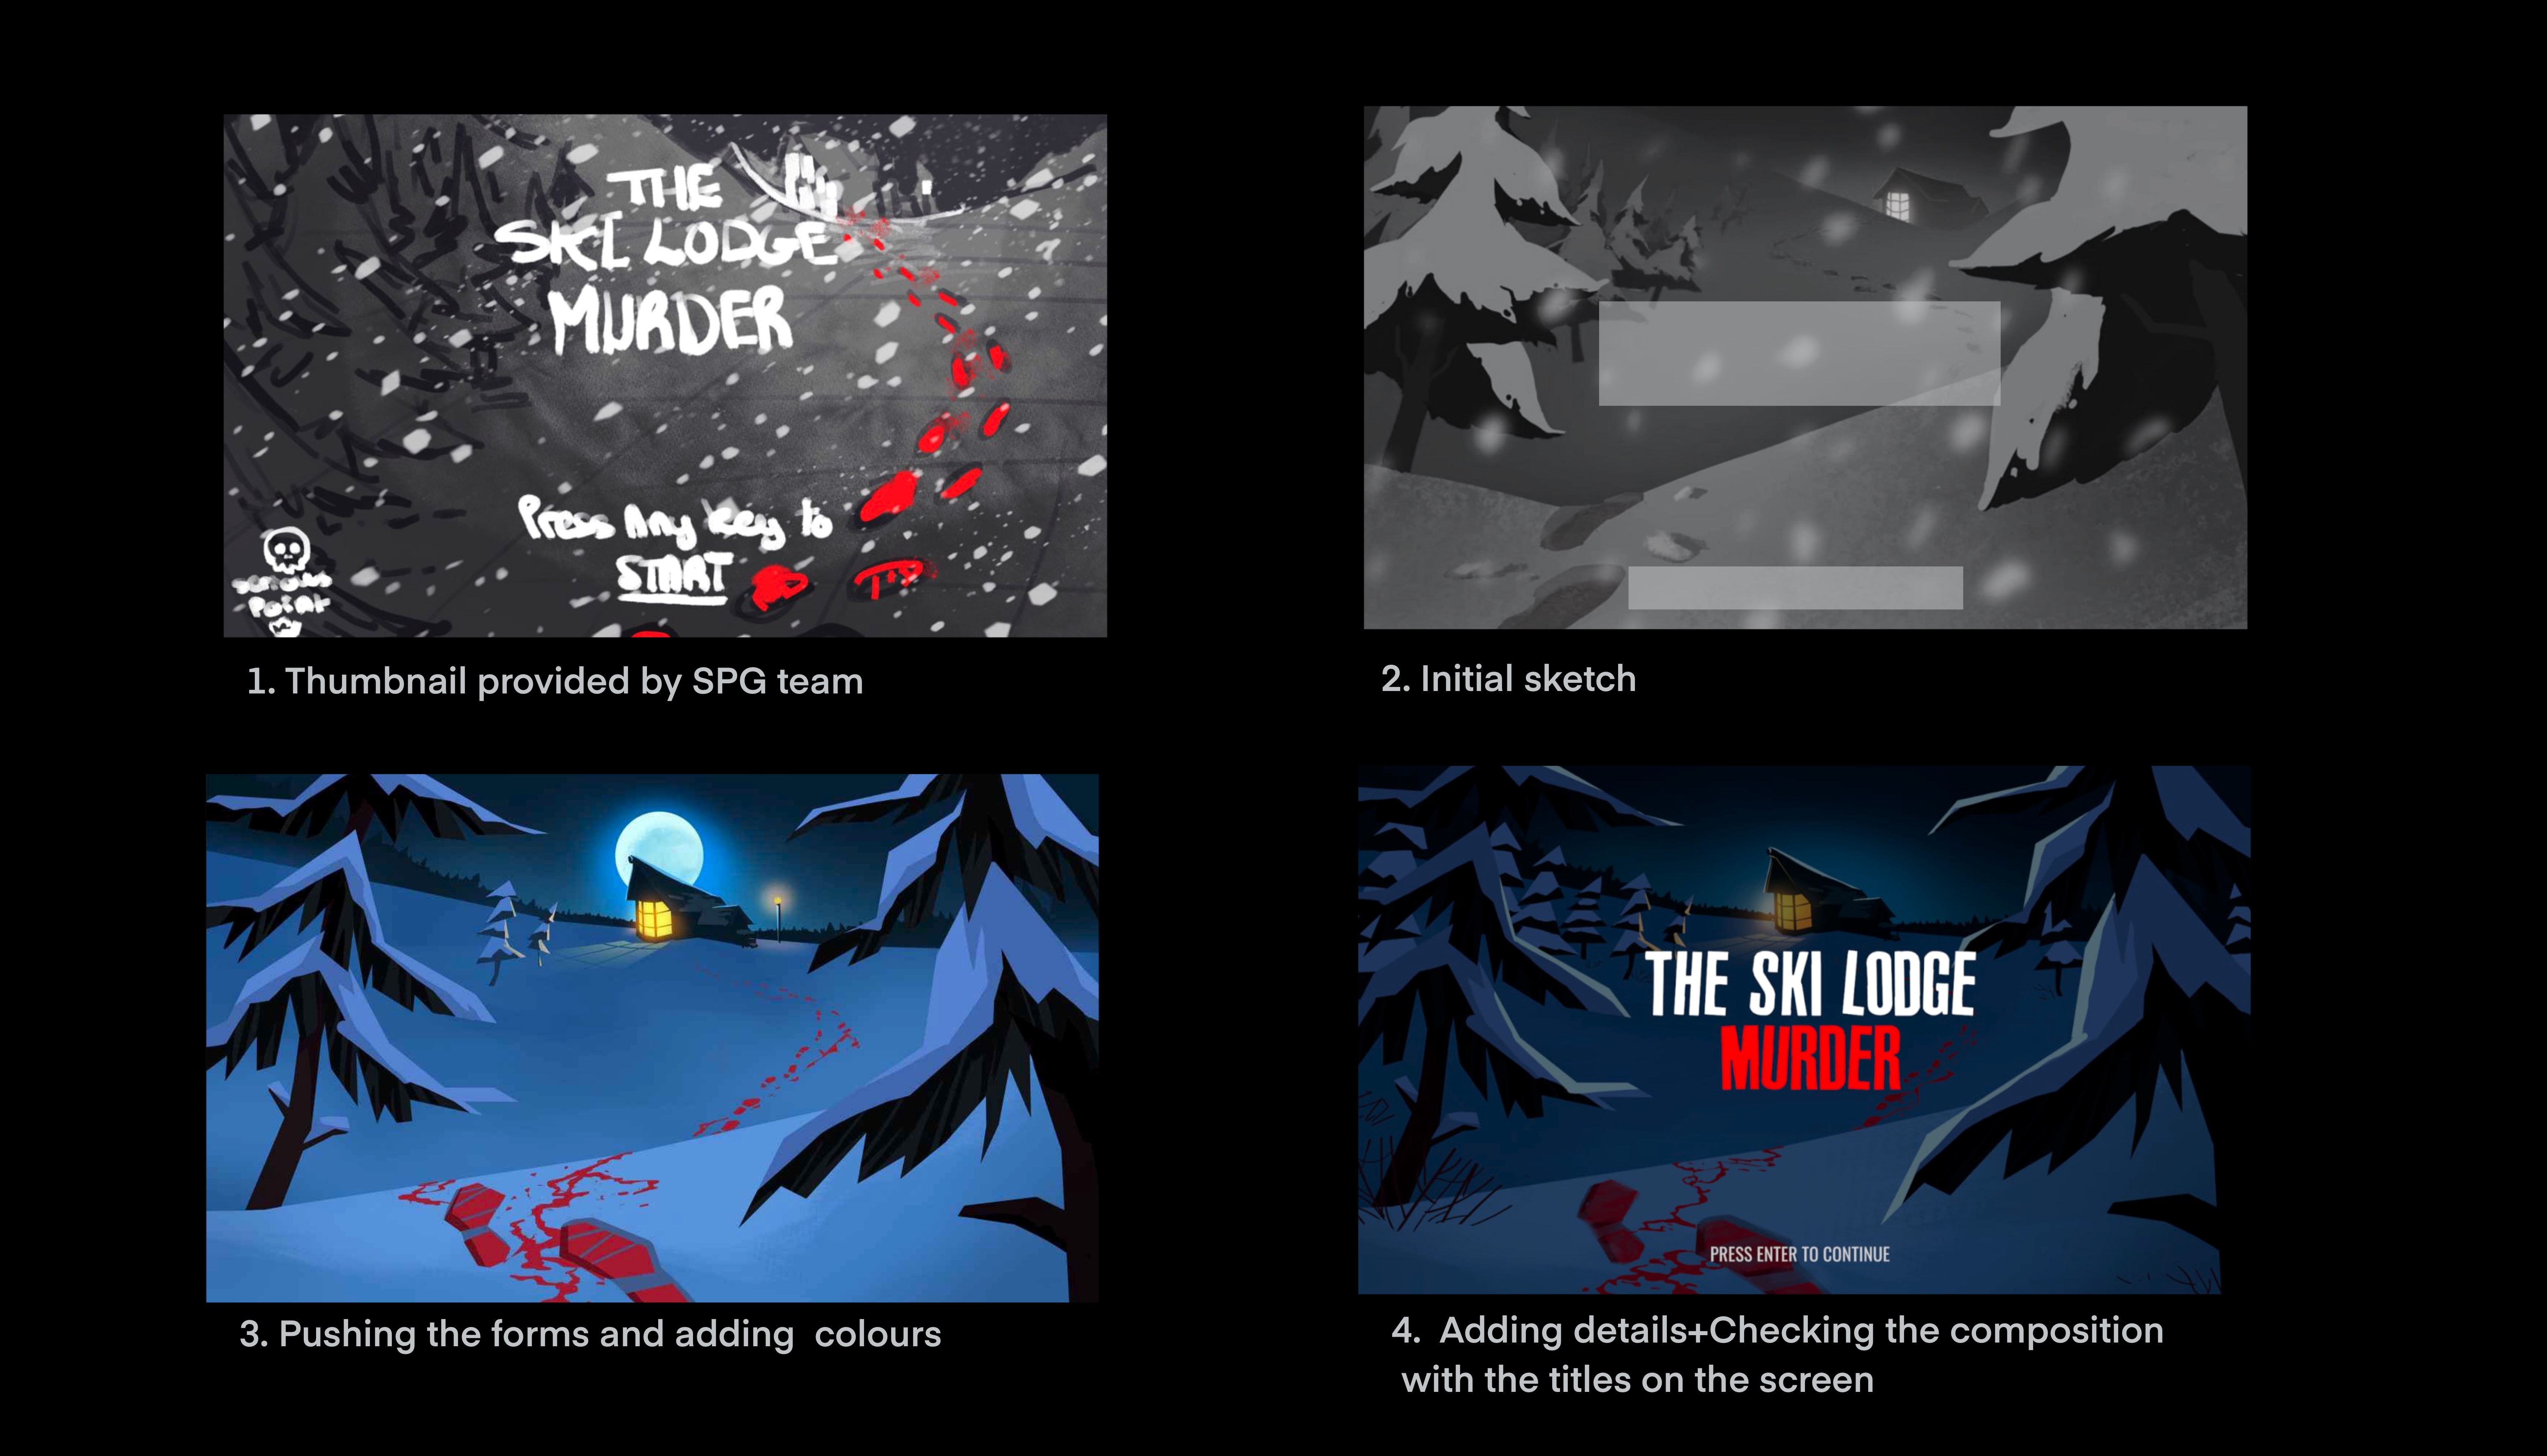 THE
SKI LODGE
MURDER
Press Any key to
START
Point
1. Thumbnail provided by SPG team
2. Initial sketch
3. Pushing the forms and adding  colours
THE SKI LODGE
MURDER
PRESS ENTER TO CONTINUE
4.  Adding details+Checking the composition
with the titles on the screen